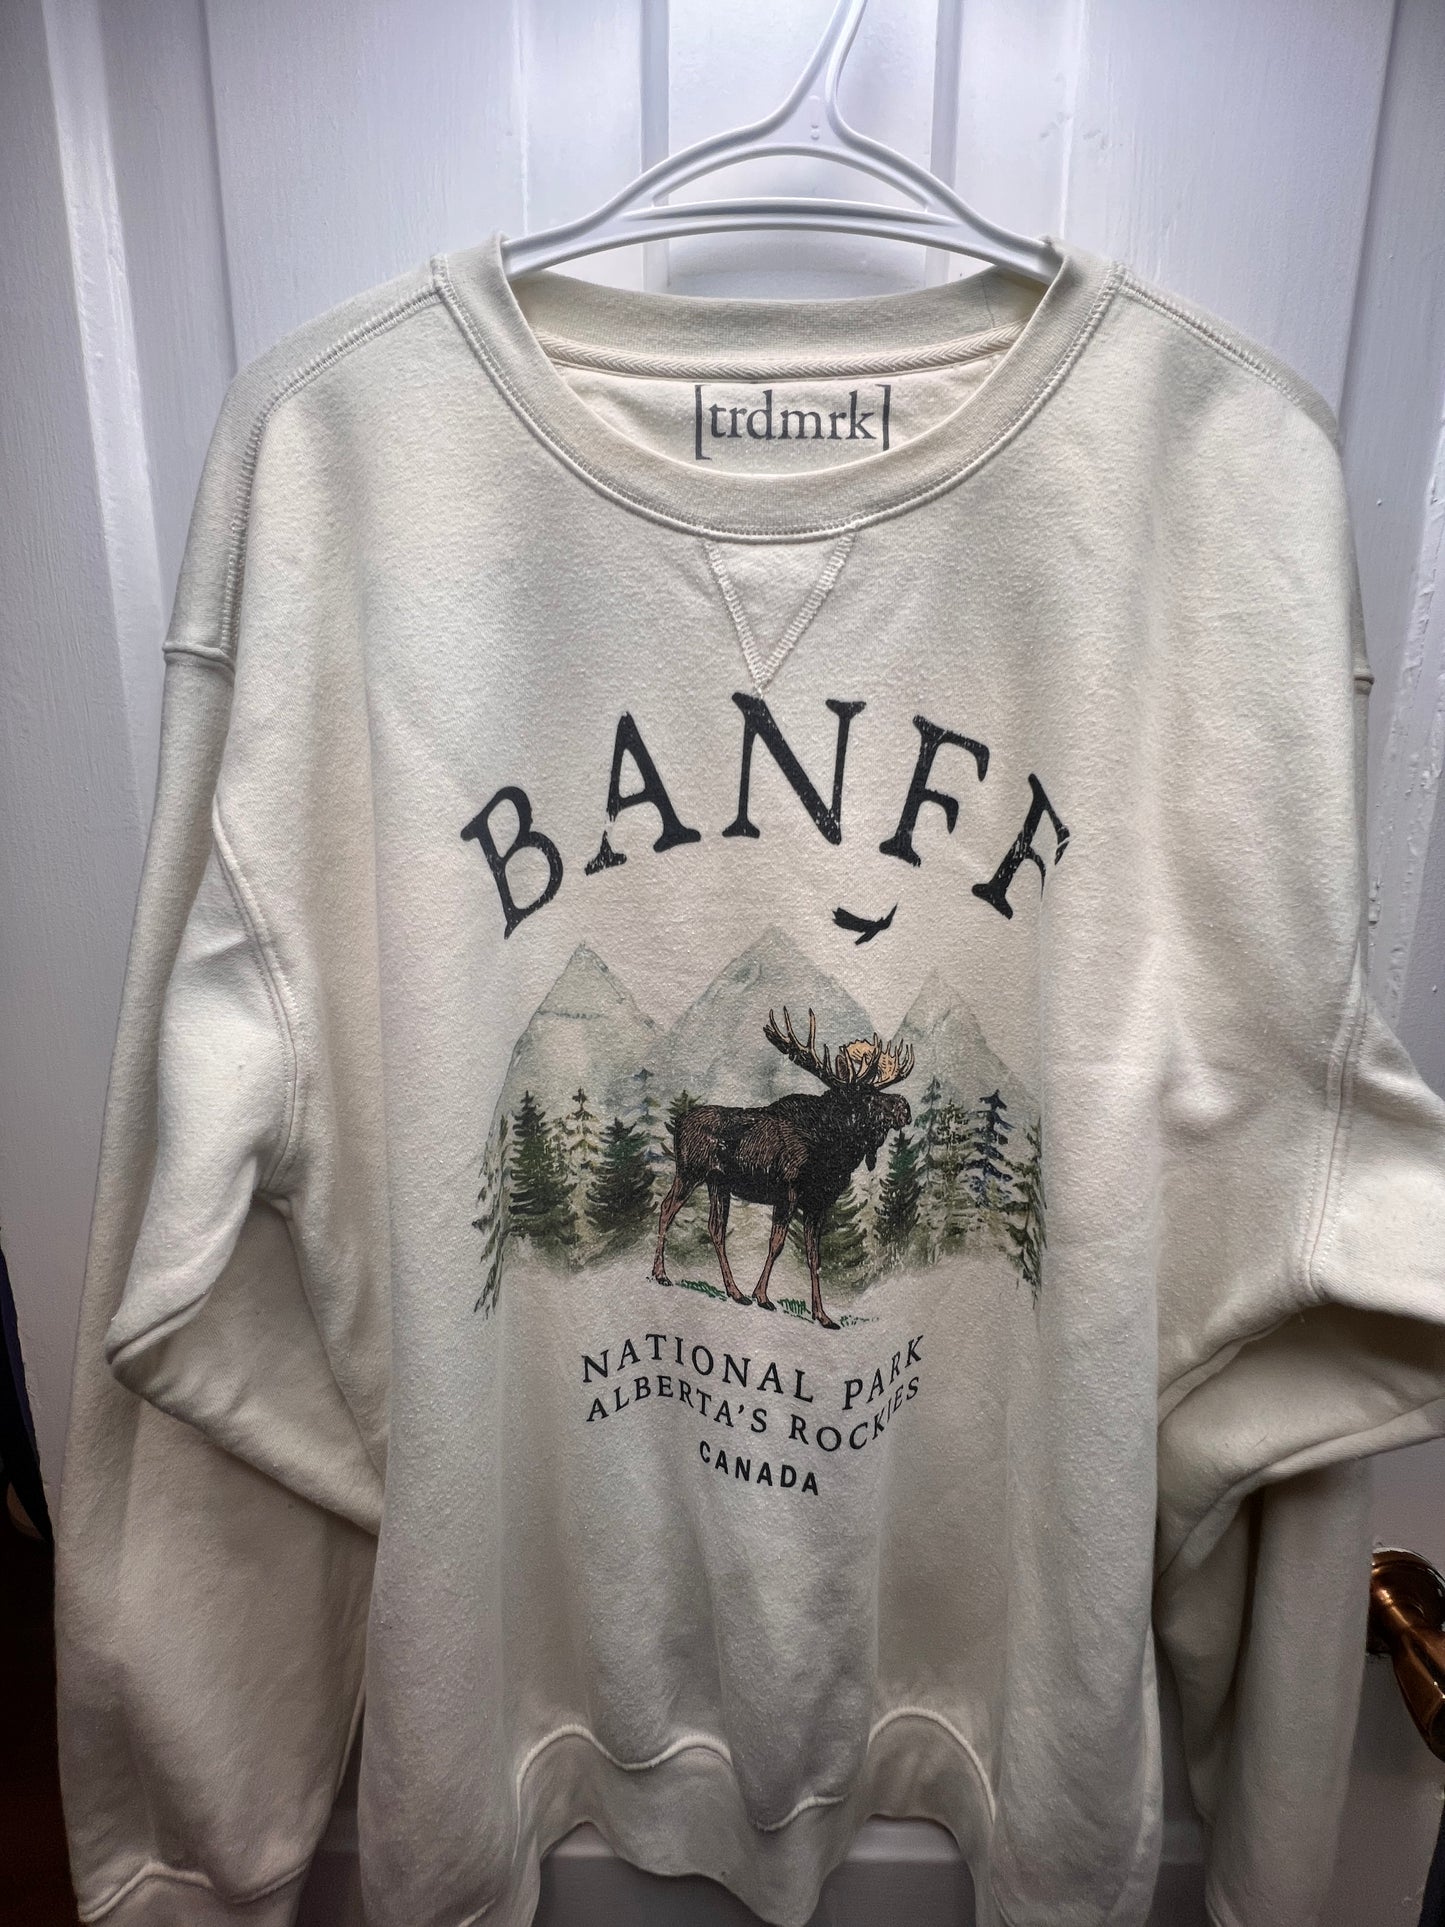 [trdmrk]
BANFF
NATIONAL PARK
ALBERTA'S ROCKIES
CANADA